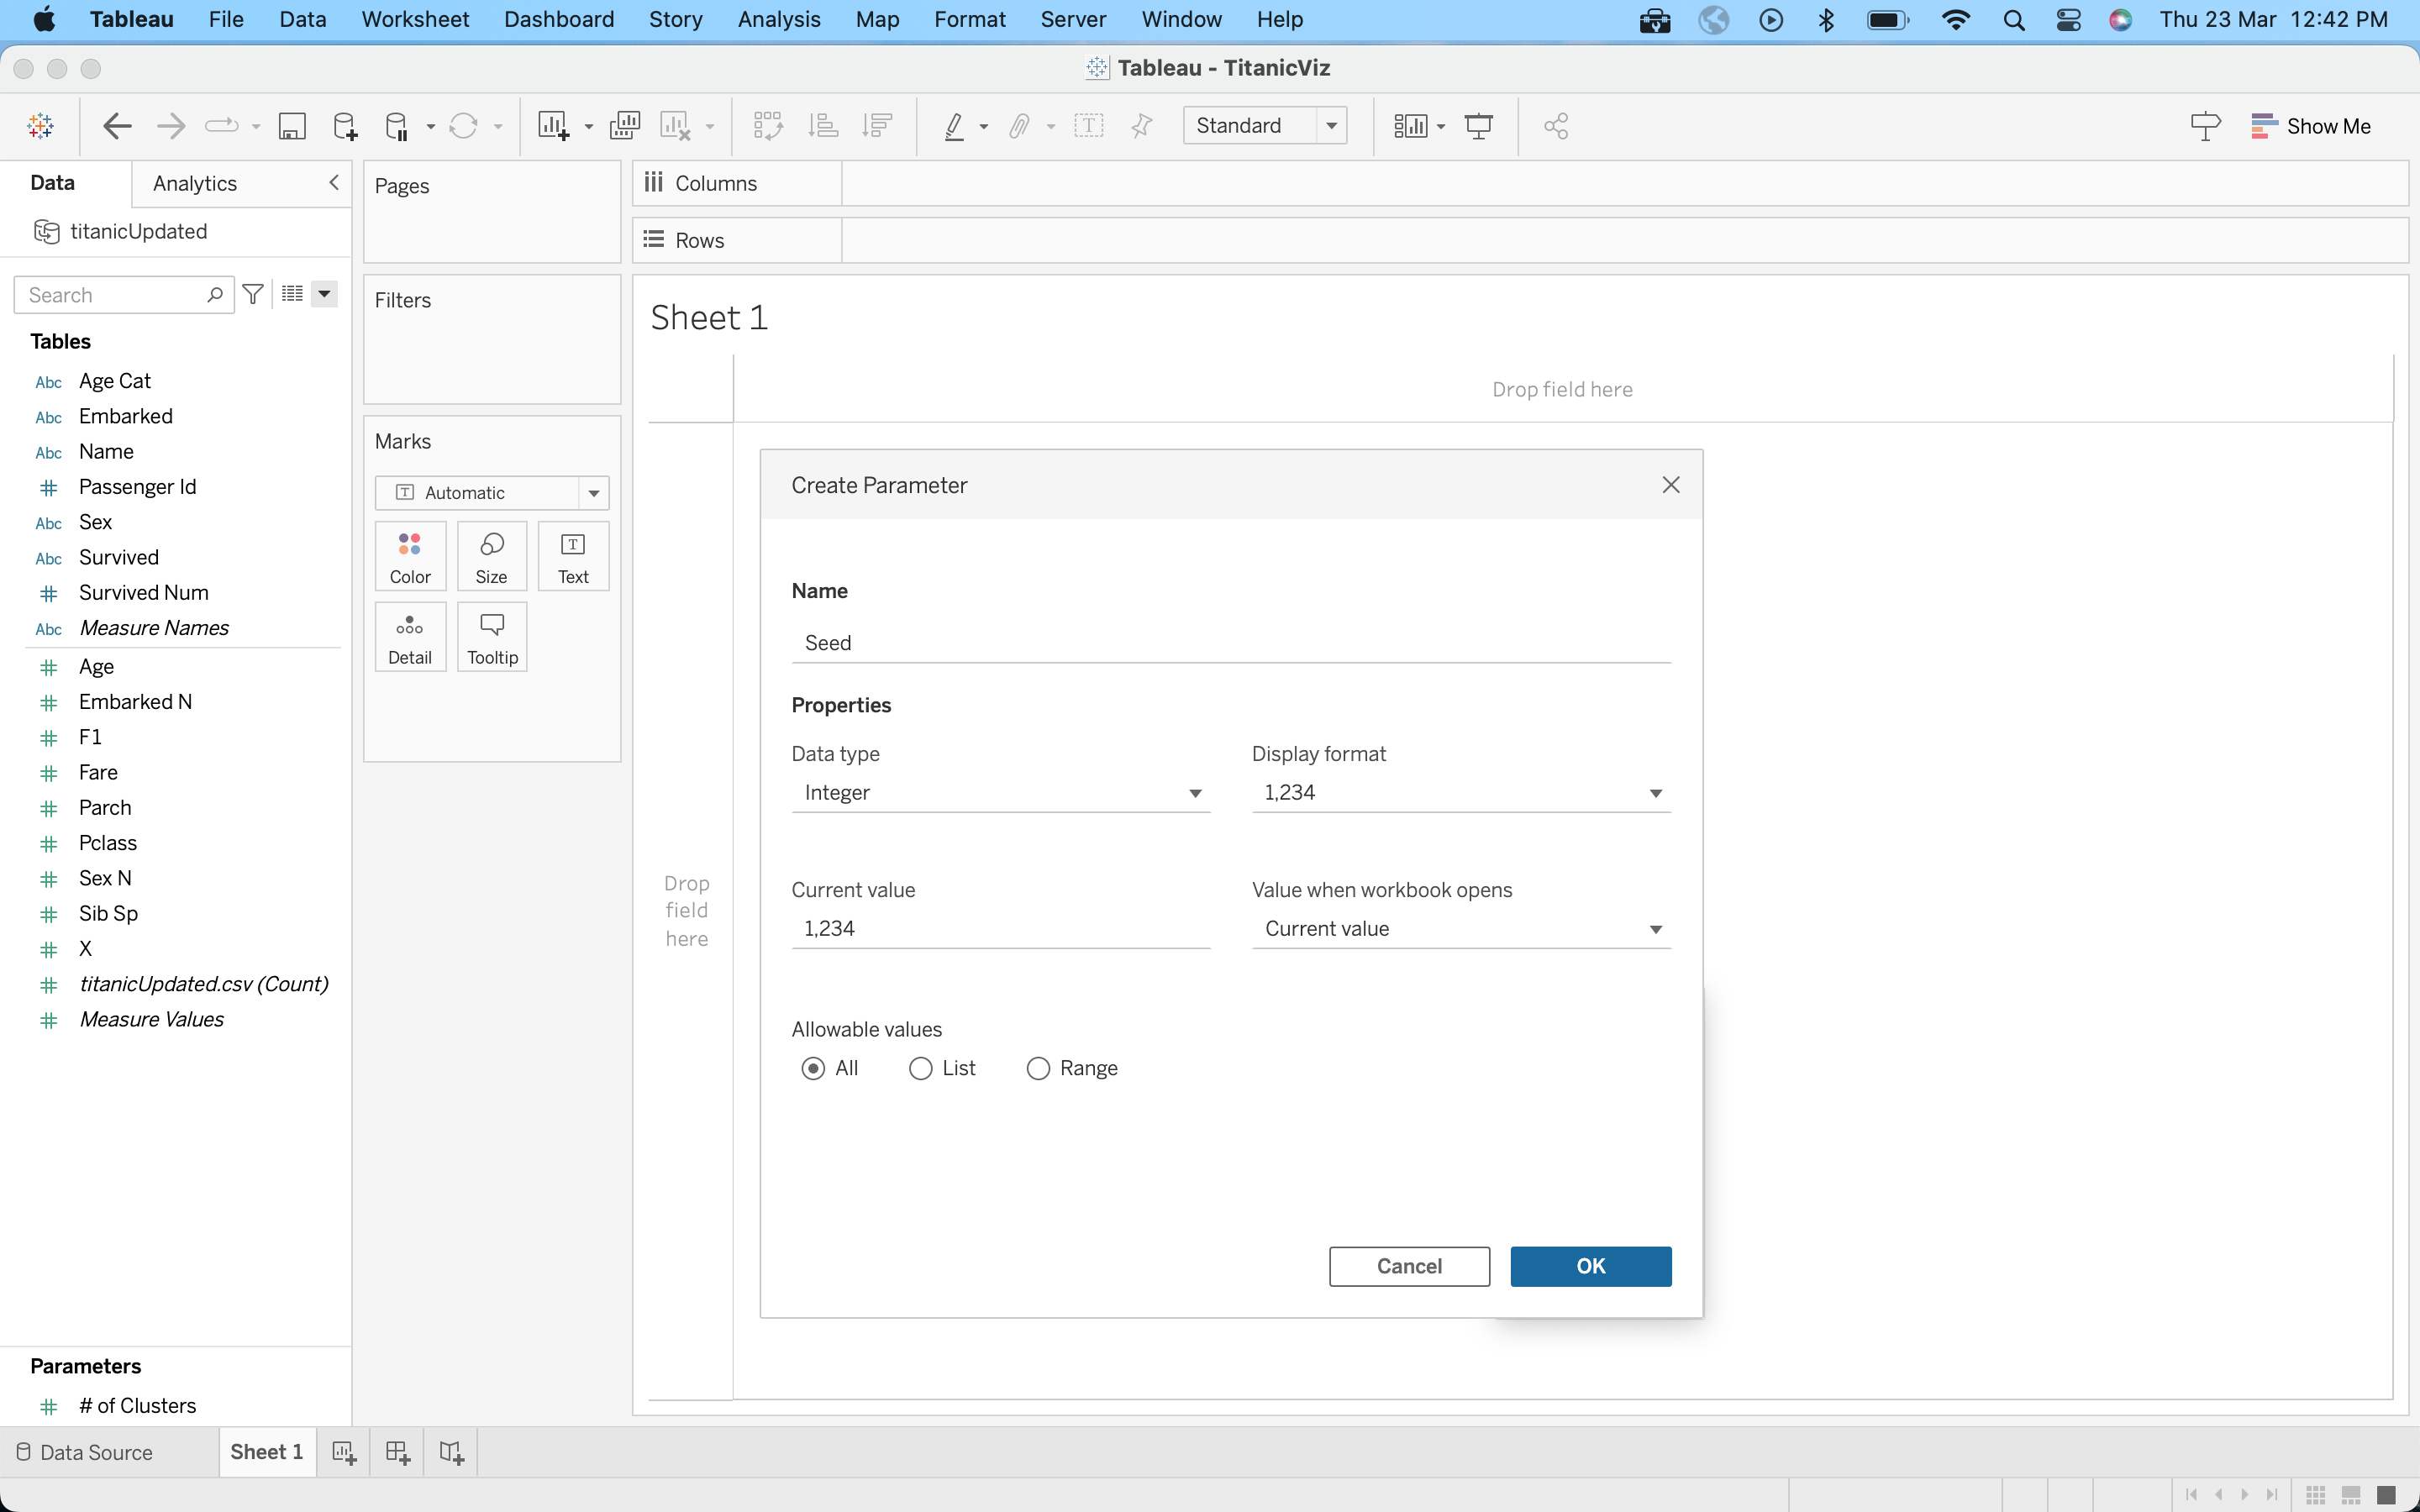 Tableau File Data Worksheet Dashboard Story Analysis Map Format Server Window Help Thu 23 Mar 12:42 PM
Tableau - TitanicViz
Standard
Show Me
Data Analytics
titanicUpdated
Search
Tables
Abc Age Cat
Abc Embarked
Abc Name
# Passenger Id
Abc Sex
Abc Survived
# Survived Num
Abc Measure Names
# Age
# Embarked N
# F1
# Fare
# Parch
# Pclass
# Sex N
# Sib Sp
# X
# titanicUpdated.csv (Count)
# Measure Values
Parameters
# # of Clusters
Pages
Filters
Marks
T Automatic
Color Size T Text
Detail Tooltip
Columns
Rows
Sheet 1
Drop field here
Drop
field
here
Create Parameter
Name
Seed
Properties
Data type Display format
Integer 1,234
Current value Value when workbook opens
1,234 Current value
Allowable values
All List Range
Cancel OK
Data Source Sheet 1